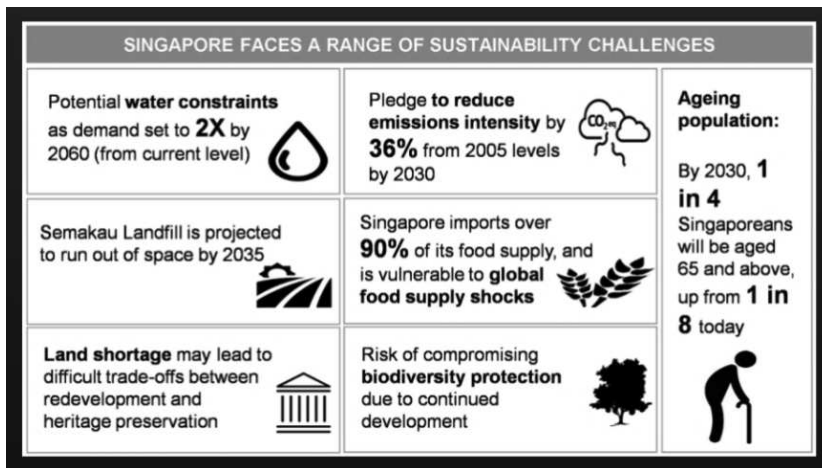 SINGAPORE FACES A RANGE OF SUSTAINABILITY CHALLENGES
Potential water constraints
as demand set to 2X by
2060 (from current level)
Pledge to reduce
emissions intensity by
36% from 2005 levels
by 2030
CO₂-eq
Semakau Landfill is projected
to run out of space by 2035
Singapore imports over
90% of its food supply, and
is vulnerable to global
food supply shocks
Land shortage may lead to
difficult trade-offs between
redevelopment and
heritage preservation
Risk of compromising
biodiversity protection
due to continued
development
Ageing
population:
By 2030, 1
in 4
Singaporeans
will be aged
65 and above,
up from 1 in
8 today